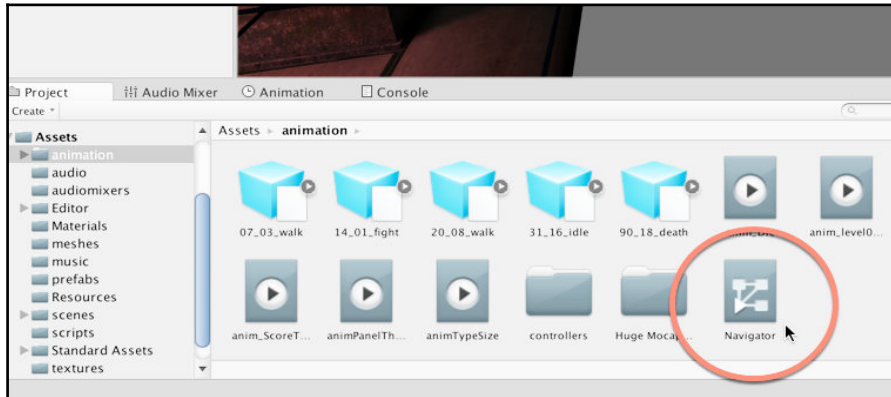 Project Audio Mixer Animation Console
Create
Assets
animation
audio
audiomixers
Editor
Materials
meshes
music
prefabs
Resources
scenes
scripts
Standard Assets
textures
Assets animation
07_03_walk 14_01_fight 20_08_walk 31_16_idle 90_18_death anim_level0...
anim_ScoreT... animPanelTh... animTypeSize controllers Huge Mocap... Navigator